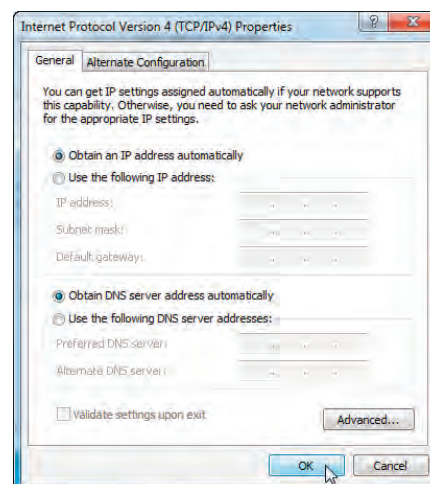 Internet Protocol Version 4 (TCP/IPv4) Properties
General Alternate Configuration
You can get IP settings assigned automatically if your network supports
this capability. Otherwise, you need to ask your network administrator
for the appropriate IP settings.
Obtain an IP address automatically
Use the following IP address:
IP address:
Subnet mask:
Default gateway:
Obtain DNS server address automatically
Use the following DNS server addresses:
Preferred DNS server:
Alternate DNS server:
Validate settings upon exit
Advanced...
OK Cancel